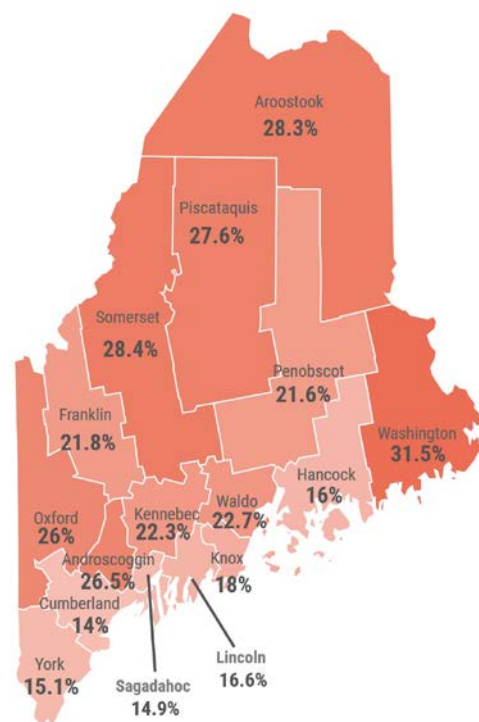 Aroostook
28.3%
Piscataquis
27.6%
Somerset
28.4%
Penobscot
21.6%
Franklin
21.8%
Washington
31.5%
Hancock
16%
Oxford
26%
Kennebec
22.3%
Waldo
22.7%
Androscoggin
26.5%
Knox
18%
Cumberland
14%
Lincoln
16.6%
York
15.1%
Sagadahoc
14.9%